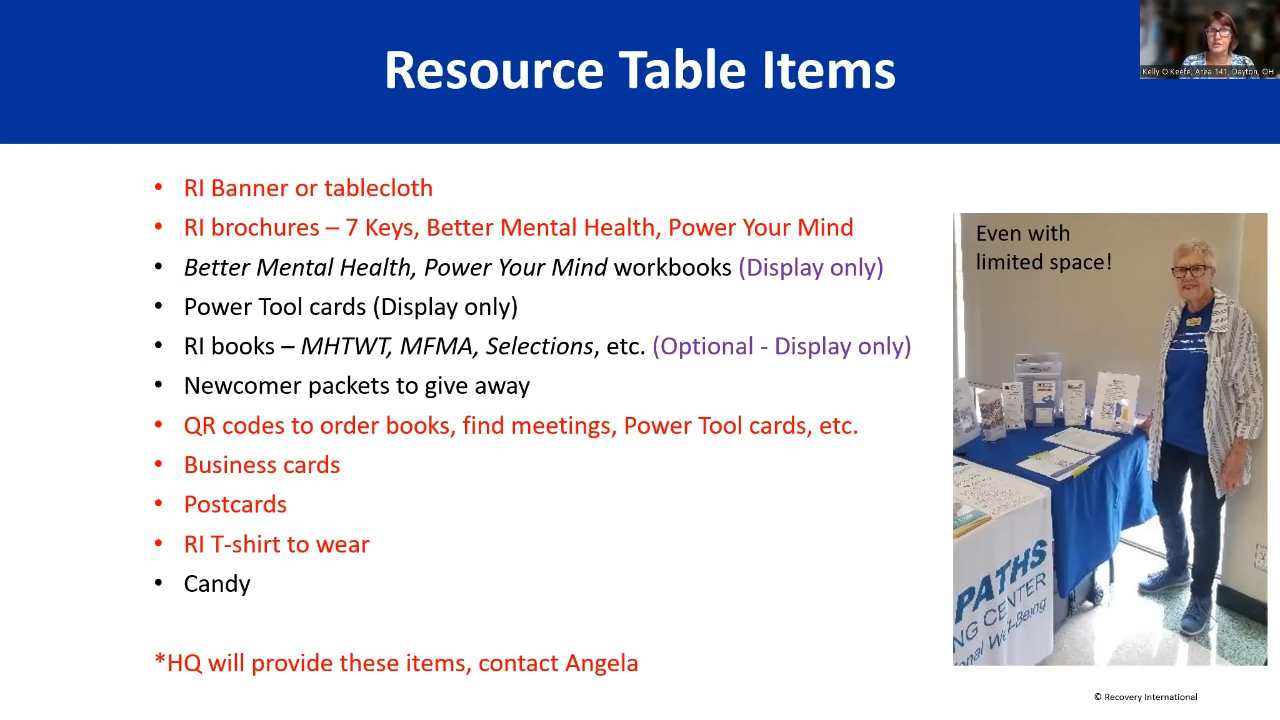 Resource Table Items
Kelly O'Keefe, Area 141, Dayton, OH
• RI Banner or tablecloth
• RI brochures – 7 Keys, Better Mental Health, Power Your Mind
• Better Mental Health, Power Your Mind workbooks (Display only)
• Power Tool cards (Display only)
• RI books – MHTWT, MFMA, Selections, etc. (Optional - Display only)
• Newcomer packets to give away
• QR codes to order books, find meetings, Power Tool cards, etc.
• Business cards
• Postcards
• RI T-shirt to wear
• Candy
*HQ will provide these items, contact Angela
Even with
limited space!
PATHS
NG CENTER
onal Well-Being
© Recovery International